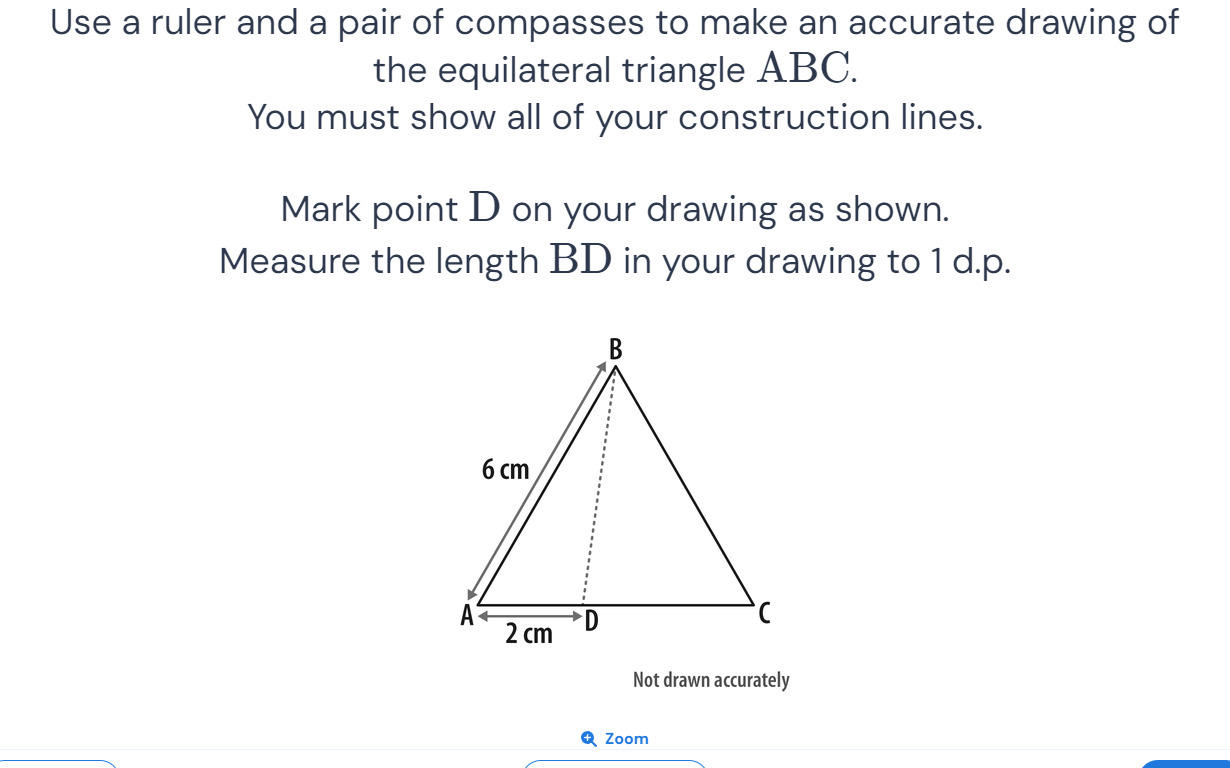 Use a ruler and a pair of compasses to make an accurate drawing of
the equilateral triangle ABC.
You must show all of your construction lines.
Mark point D on your drawing as shown.
Measure the length BD in your drawing to 1 d.p.
B
6 cm
A
D
C
2 cm
Not drawn accurately
Zoom